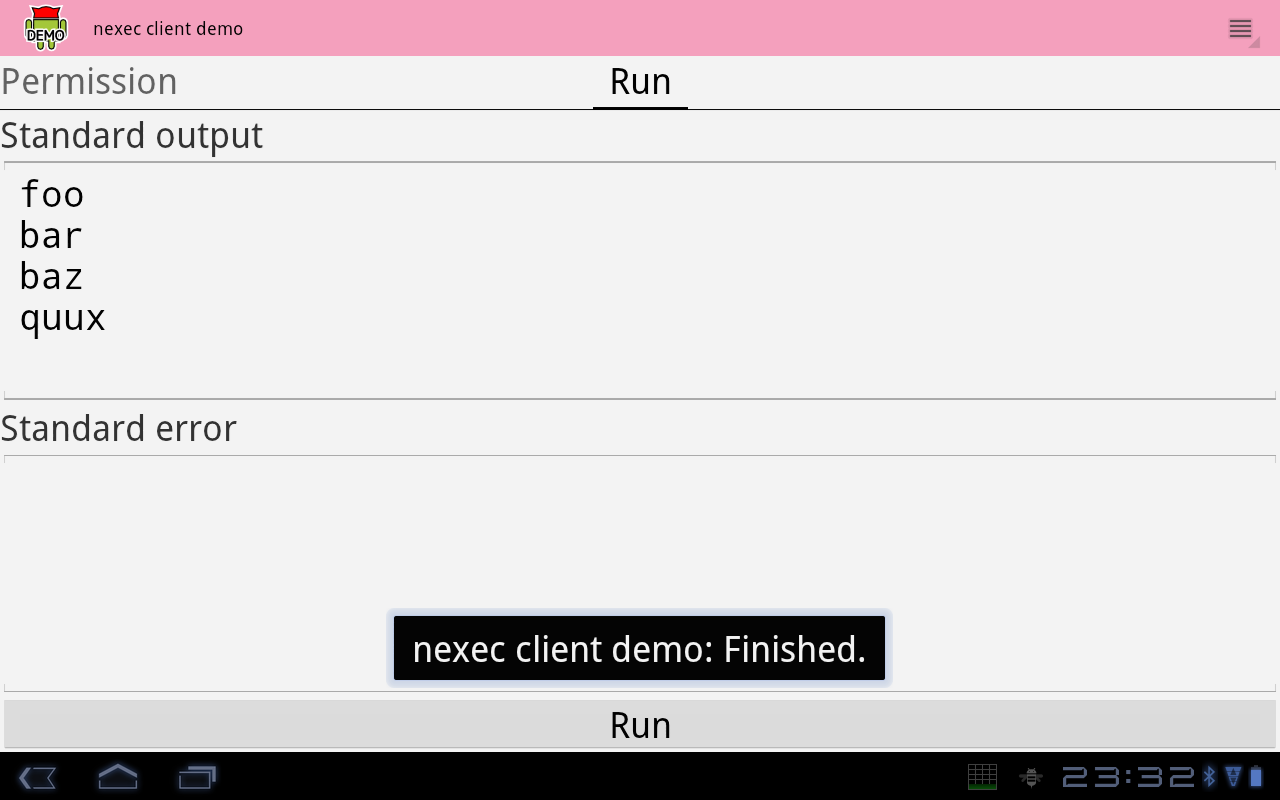 DEMO
nexec client demo
Permission
Run
Standard output
foo
bar
baz
quux
Standard error
nexec client demo: Finished.
Run
23:32